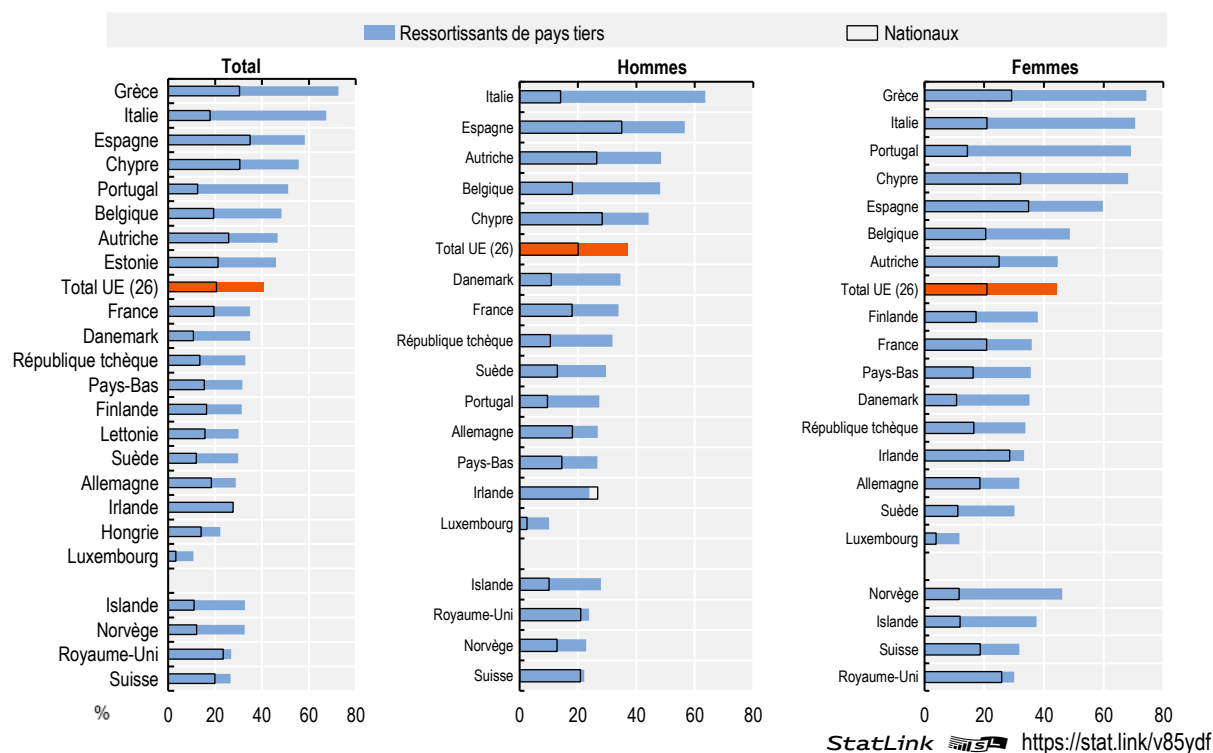 Ressortissants de pays tiers
Nationaux
Total
Grèce
Italie
Espagne
Chypre
Portugal
Belgique
Autriche
Estonie
Total UE (26)
France
Danemark
République tchèque
Pays-Bas
Finlande
Lettonie
Suède
Allemagne
Irlande
Hongrie
Luxembourg
Islande
Norvège
Royaume-Uni
Suisse
% 0 20 40 60 80
Hommes
Italie
Espagne
Autriche
Belgique
Chypre
Total UE (26)
Danemark
France
République tchèque
Suède
Portugal
Allemagne
Pays-Bas
Irlande
Luxembourg
Islande
Royaume-Uni
Norvège
Suisse
0 20 40 60 80
Femmes
Grèce
Italie
Portugal
Chypre
Espagne
Belgique
Autriche
Total UE (26)
Finlande
France
Pays-Bas
Danemark
République tchèque
Irlande
Allemagne
Suède
Luxembourg
Norvège
Islande
Suisse
Royaume-Uni
0 20 40 60 80
StatLink https://stat.link/v85ydf